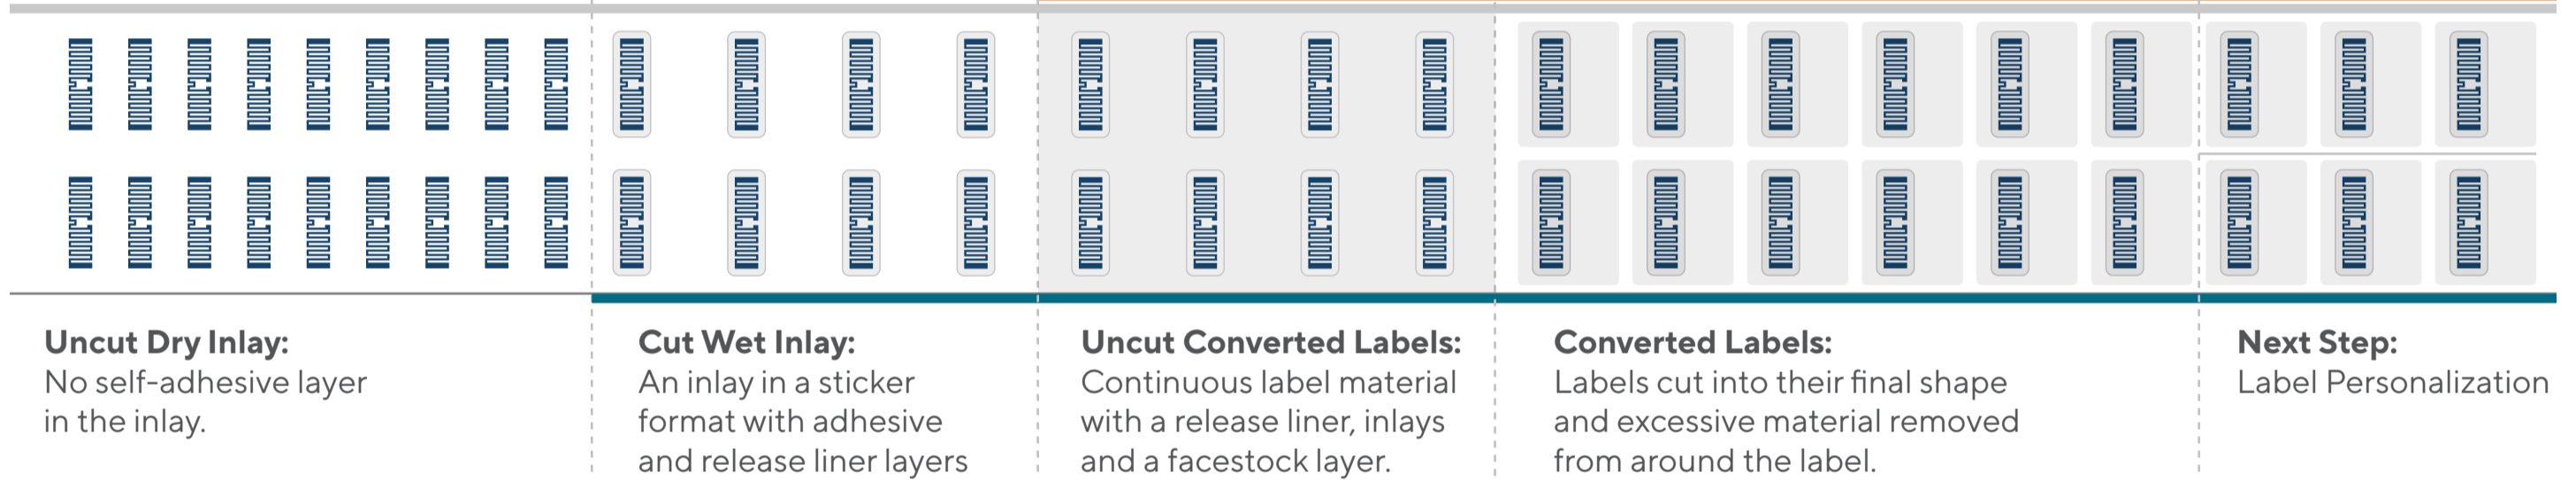 Uncut Dry Inlay:
No self-adhesive layer
in the inlay.
Cut Wet Inlay:
An inlay in a sticker
format with adhesive
and release liner layers
Uncut Converted Labels:
Continuous label material
with a release liner, inlays
and a facestock layer.
Converted Labels:
Labels cut into their final shape
and excessive material removed
from around the label.
Next Step:
Label Personalization